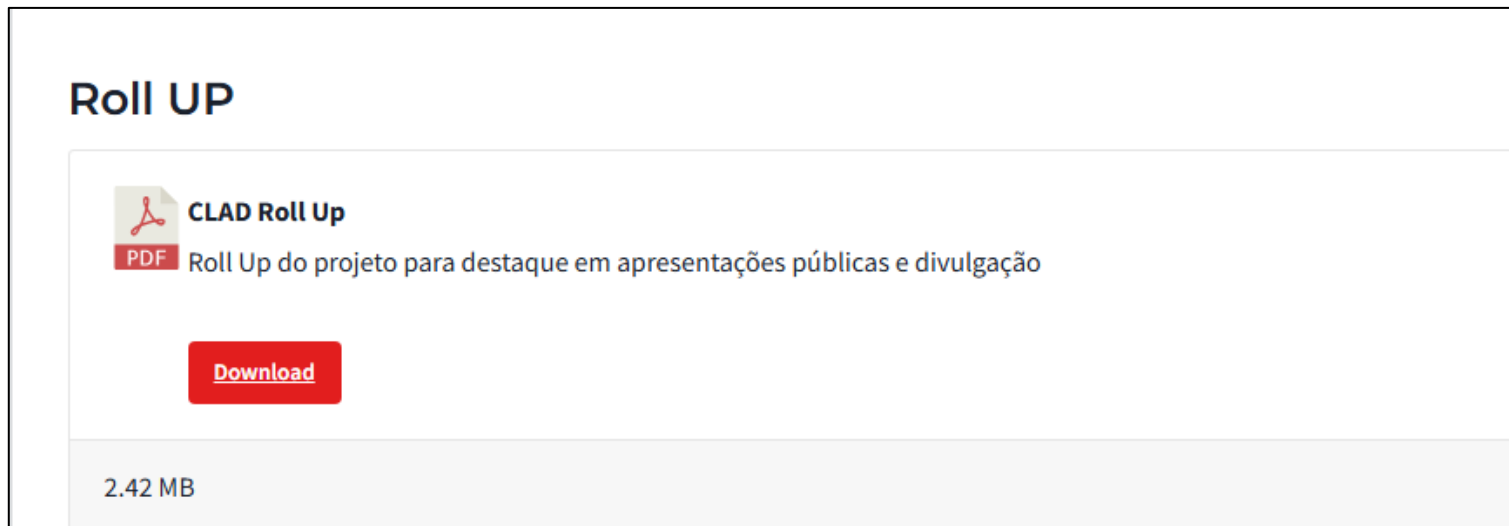 Roll UP
CLAD Roll Up
PDF
Roll Up do projeto para destaque em apresentações públicas e divulgação
Download
2.42 MB